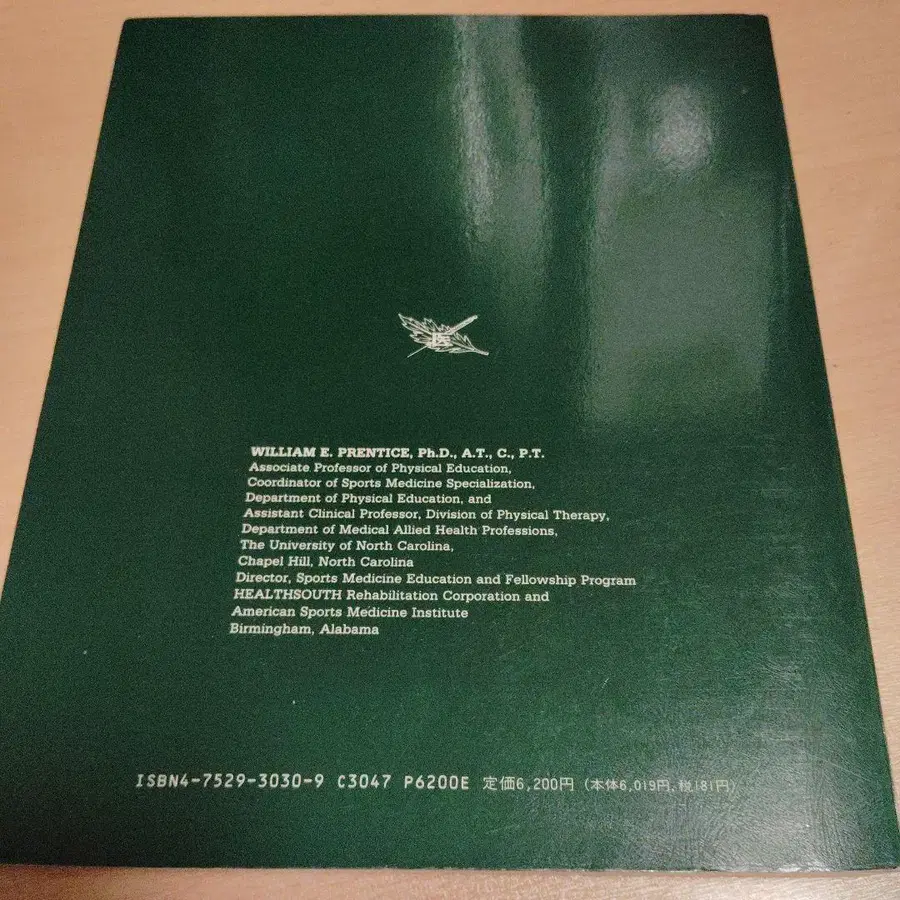 医
WILLIAM E. PRENTICE, Ph.D., A.T., C., P.T.
Associate Professor of Physical Education,
Coordinator of Sports Medicine Specialization,
Department of Physical Education, and
Assistant Clinical Professor, Division of Physical Therapy,
Department of Medical Allied Health Professions,
The University of North Carolina,
Chapel Hill, North Carolina
Director, Sports Medicine Education and Fellowship Program
HEALTHSOUTH Rehabilitation Corporation and
American Sports Medicine Institute
Birmingham, Alabama
ISBN4-7529-3030-9 C3047 P6200E 定価6,200円 (本体6,019円,税181円)